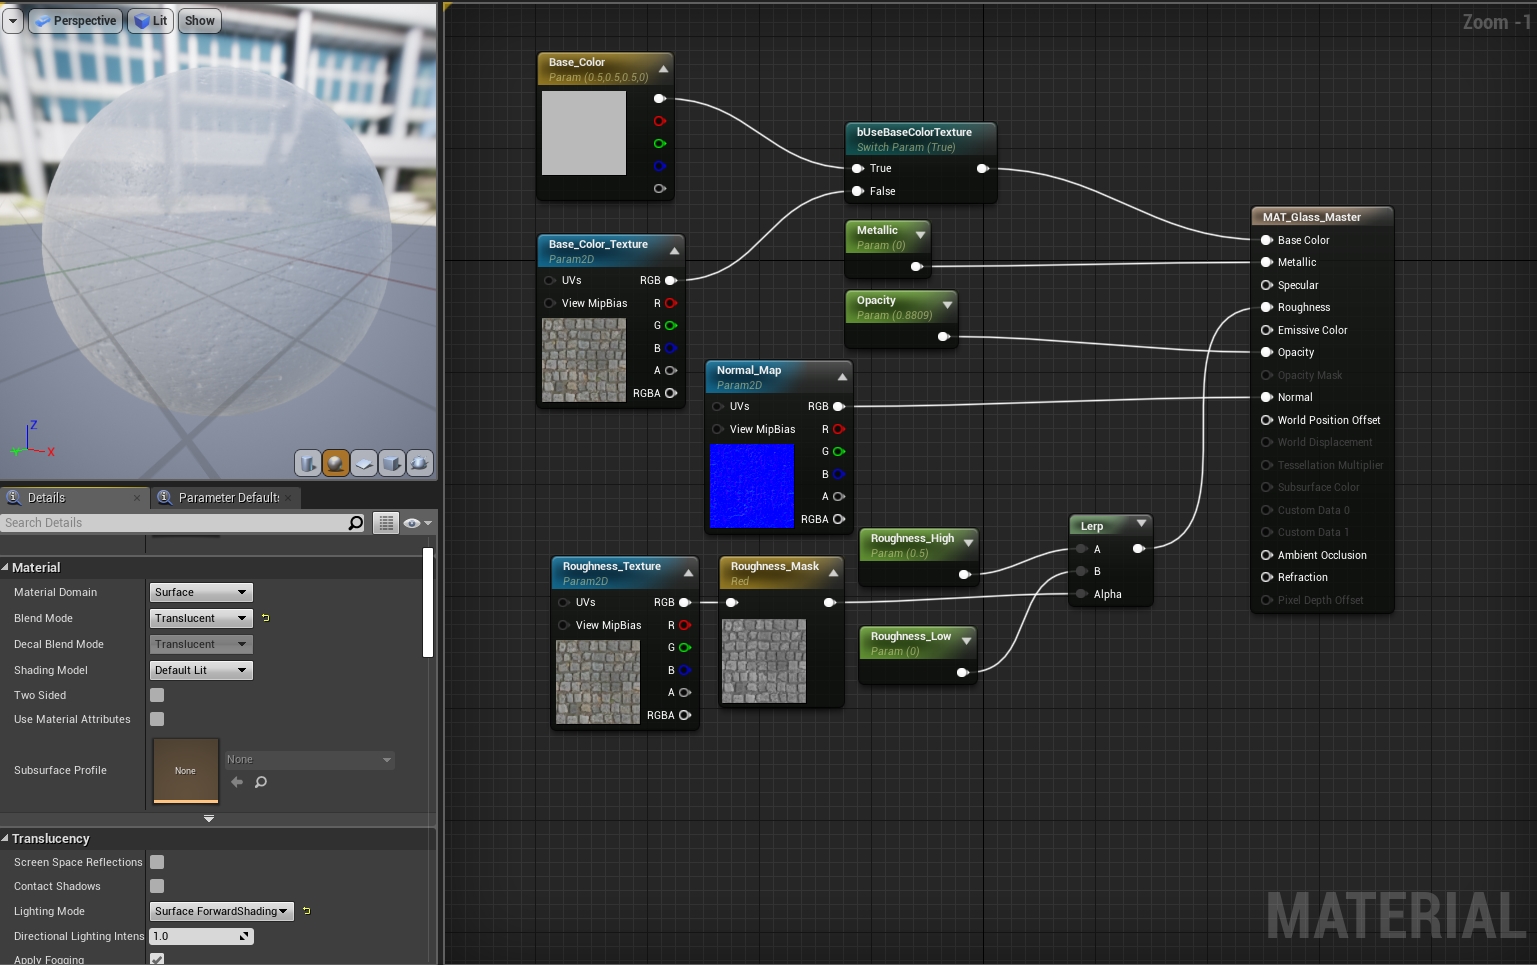 Perspective Lit Show
Zoom -1
Base_Color
Param (0.5,0.5,0.5,0)
bUseBaseColorTexture
Switch Param (True)
True
False
Base_Color_Texture
Param2D
UVs RGB
View MipBias R
G
B
A
RGBA
Metallic
Param (0)
Opacity
Param (0.8809)
Normal_Map
Param2D
UVs RGB
View MipBias R
G
B
A
RGBA
Roughness_Texture
Param2D
UVs RGB
View MipBias R
G
B
A
RGBA
Roughness_Mask
Red
Roughness_High
Param (0.5)
Roughness_Low
Param (0)
Lerp
A
B
Alpha
MAT_Glass_Master
Base Color
Metallic
Specular
Roughness
Emissive Color
Opacity
Opacity Mask
Normal
World Position Offset
World Displacement
Tessellation Multiplier
Subsurface Color
Custom Data 0
Custom Data 1
Ambient Occlusion
Refraction
Pixel Depth Offset
MATERIAL
Z
Y
X
Details Parameter Default
Search Details
Material
Material Domain Surface
Blend Mode Translucent
Decal Blend Mode Translucent
Shading Model Default Lit
Two Sided
Use Material Attributes
Subsurface Profile None None
Translucency
Screen Space Reflections
Contact Shadows
Lighting Mode Surface ForwardShading
Directional Lighting Intens 1.0
Apply Fogging